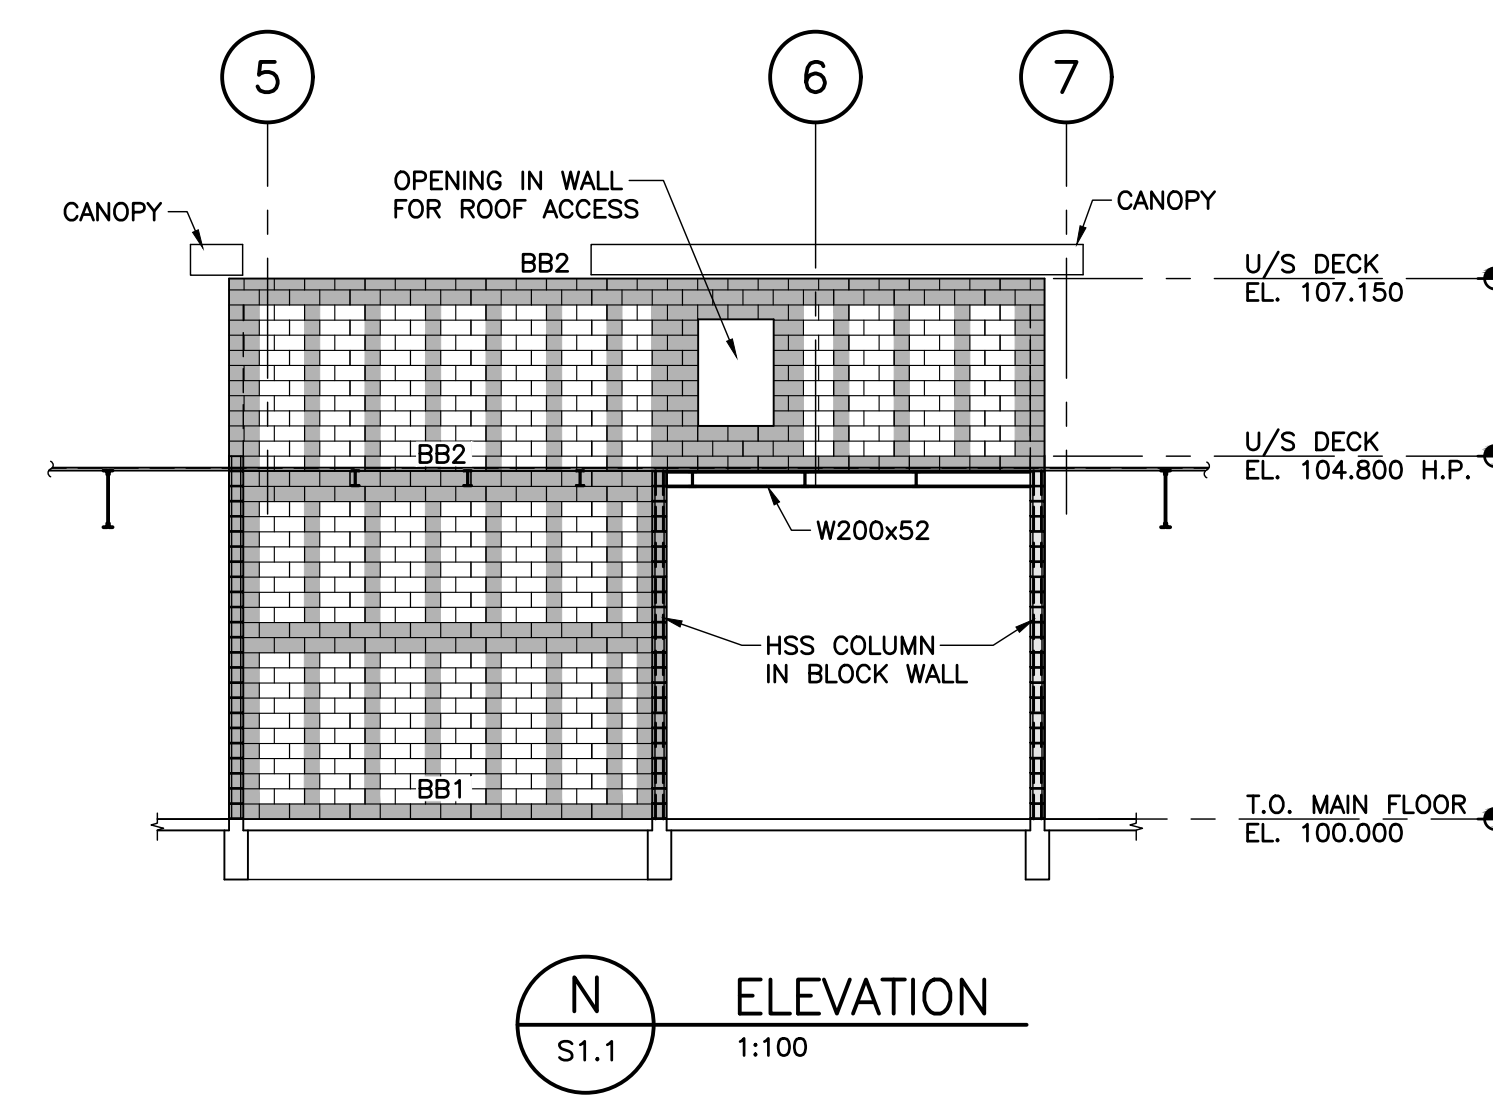 5
6
7
OPENING IN WALL
FOR ROOF ACCESS
CANOPY
CANOPY
BB2
U/S DECK
EL. 107.150
BB2
U/S DECK
EL. 104.800 H.P.
W200x52
HSS COLUMN
IN BLOCK WALL
BB1
T.O. MAIN FLOOR
EL. 100.000
N
S1.1
ELEVATION
1:100